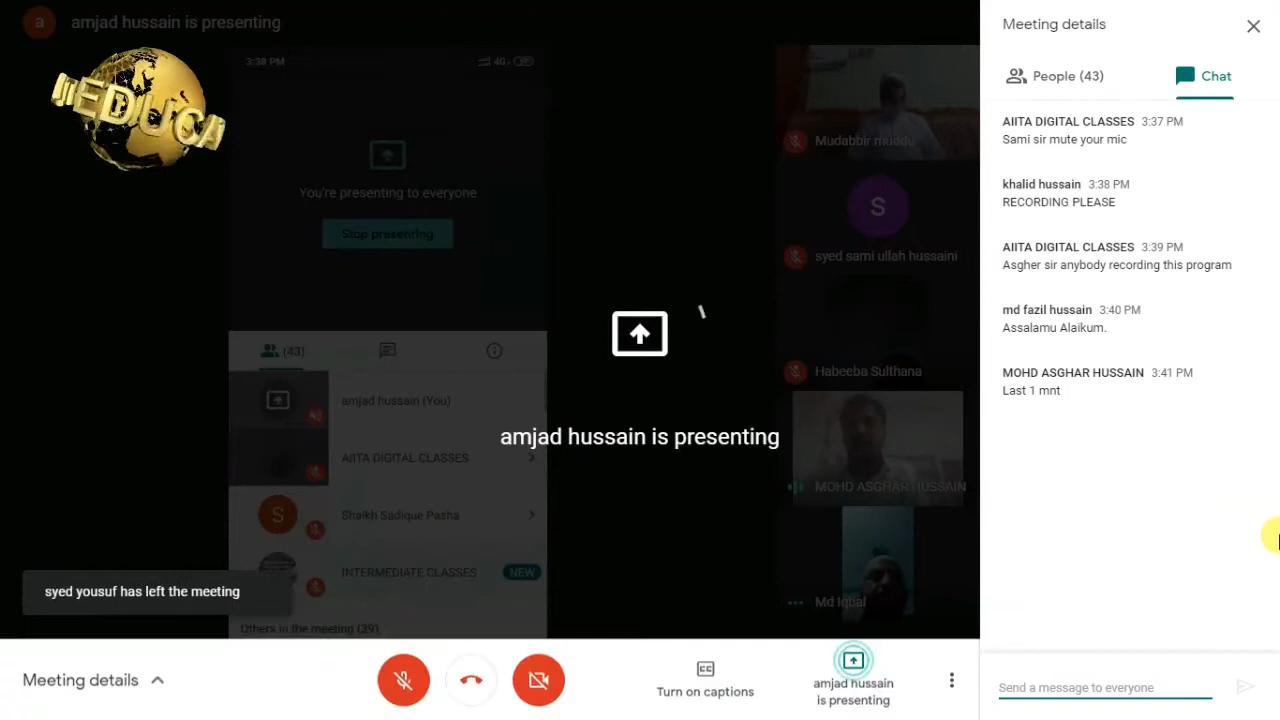 a
amjad hussain is presenting
EDUCA
3:38 PM
4G
You're presenting to everyone
Stop presenting
(43)
amjad hussain (You)
AIITA DIGITAL CLASSES
S
Shaikh Sadique Pasha
INTERMEDIATE CLASSES
NEW
Others in the meeting (39)
syed yousuf has left the meeting
amjad hussain is presenting
Mudabbir muddu
S
syed sami ullah hussaini
Habeeba Sulthana
MOHD ASGHAR HUSSAIN
Md Iqbal
Meeting details
Turn on captions
amjad hussain
is presenting
Meeting details
People (43)
Chat
AIITA DIGITAL CLASSES 3:37 PM
Sami sir mute your mic
khalid hussain 3:38 PM
RECORDING PLEASE
AIITA DIGITAL CLASSES 3:39 PM
Asgher sir anybody recording this program
md fazil hussain 3:40 PM
Assalamu Alaikum.
MOHD ASGHAR HUSSAIN 3:41 PM
Last 1 mnt
Send a message to everyone